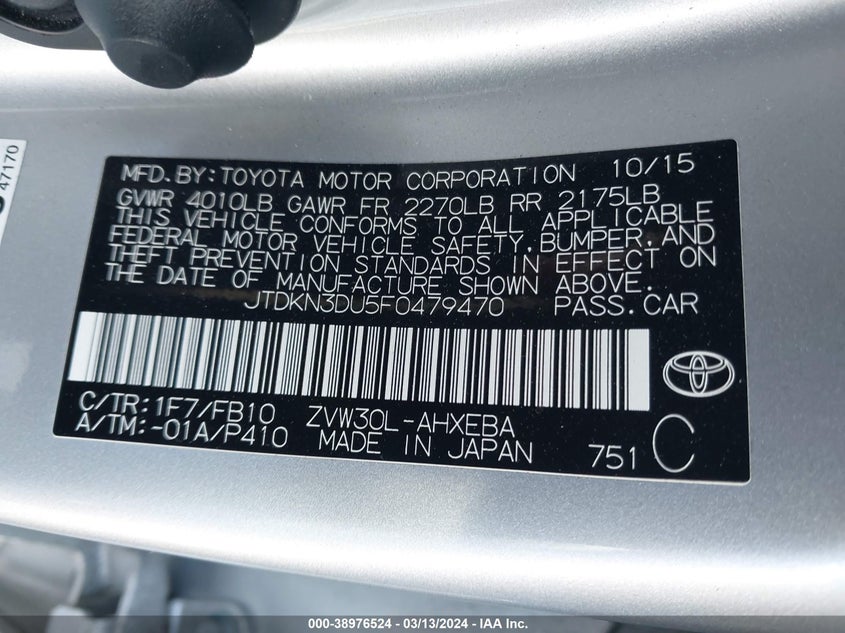 47170
MFD.BY:TOYOTA MOTOR CORPORATION 10/15
GVWR 4010LB GAWR FR 2270LB RR 2175LB
THIS VEHICLE CONFORMS TO ALL APPLICABLE
FEDERAL MOTOR VEHICLE SAFETY,BUMPER,AND
THEFT PREVENTION STANDARDS IN EFFECT ON
THE DATE OF MANUFACTURE SHOWN ABOVE.
JTDKN3DU5F0479470 PASS.CAR
C/TR:1F7/FB10 ZVW30L-AHXEBA
A/TM:-01A/P410 MADE IN JAPAN 751 C
000-38976524 | 03/13/2024 | IAA Inc.